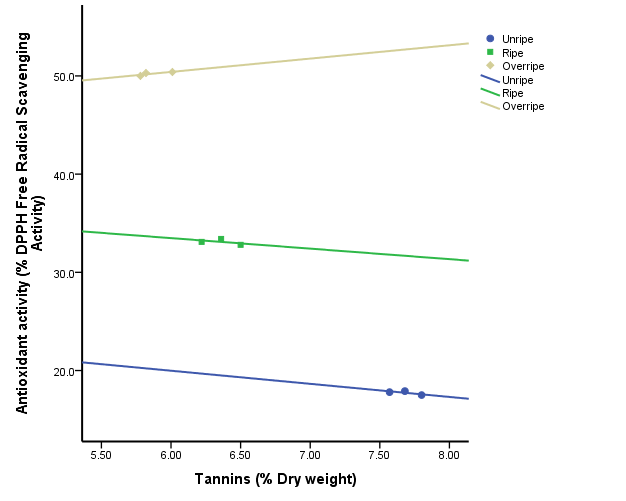 Antioxidant activity (% DPPH Free Radical Scavenging
Activity)
50.0
40.0
30.0
20.0
5.50 6.00 6.50 7.00 7.50 8.00
Tannins (% Dry weight)
Unripe
Ripe
Overripe
Unripe
Ripe
Overripe